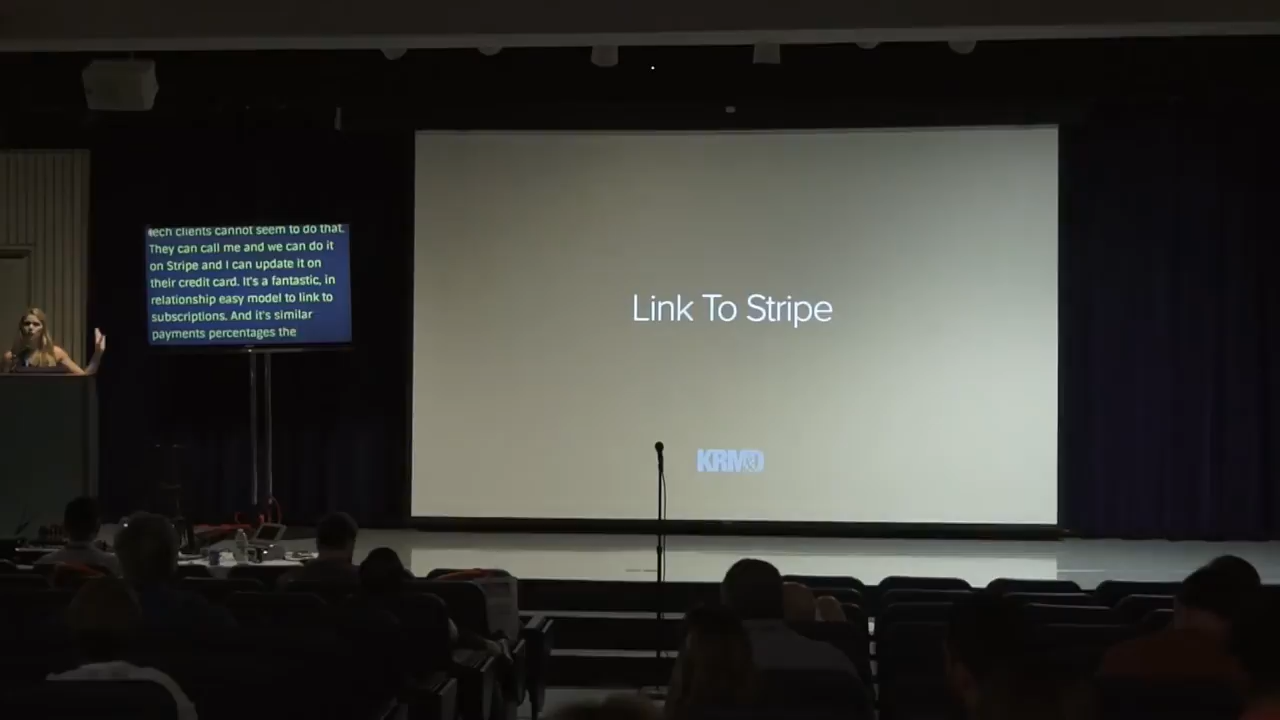 tech clients cannot seem to do that.
They can call me and we can do it
on Stripe and I can update it on
their credit card. It's a fantastic, in
relationship easy model to link to
subscriptions. And it's similar
payments percentages the
Link To Stripe
KRM&D